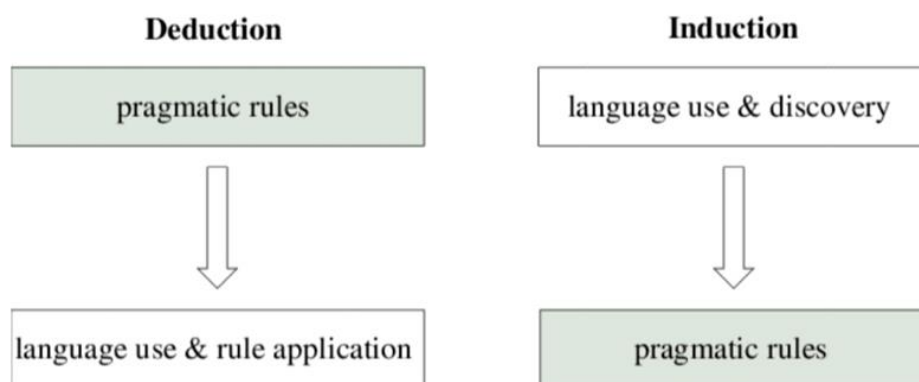 Deduction
pragmatic rules
language use & rule application
Induction
language use & discovery
pragmatic rules